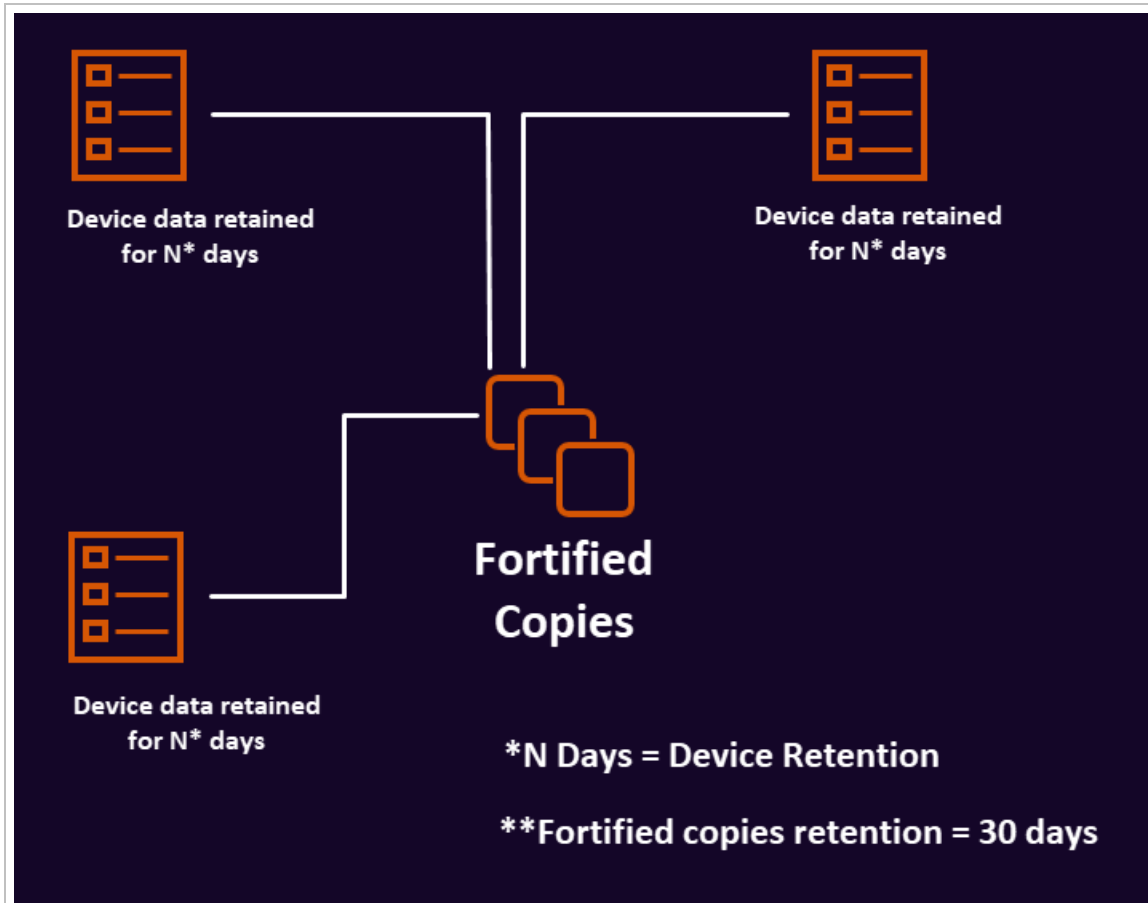 Device data retained
for N* days
Device data retained
for N* days
Fortified
Copies
Device data retained
for N* days
*N Days = Device Retention
**Fortified copies retention = 30 days